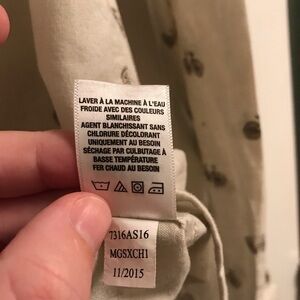 LAVER À LA MACHINE À L'EAU
FROIDE AVEC DES COULEURS
SIMILAIRES
AGENT BLANCHISSANT SANS
CHLORURE DÉCOLORANT
UNIQUEMENT AU BESOIN
SÉCHAGE PAR CULBUTAGE À
BASSE TEMPÉRATURE
FER CHAUD AU BESOIN
7316AS16
MGSXCH1
11/2015